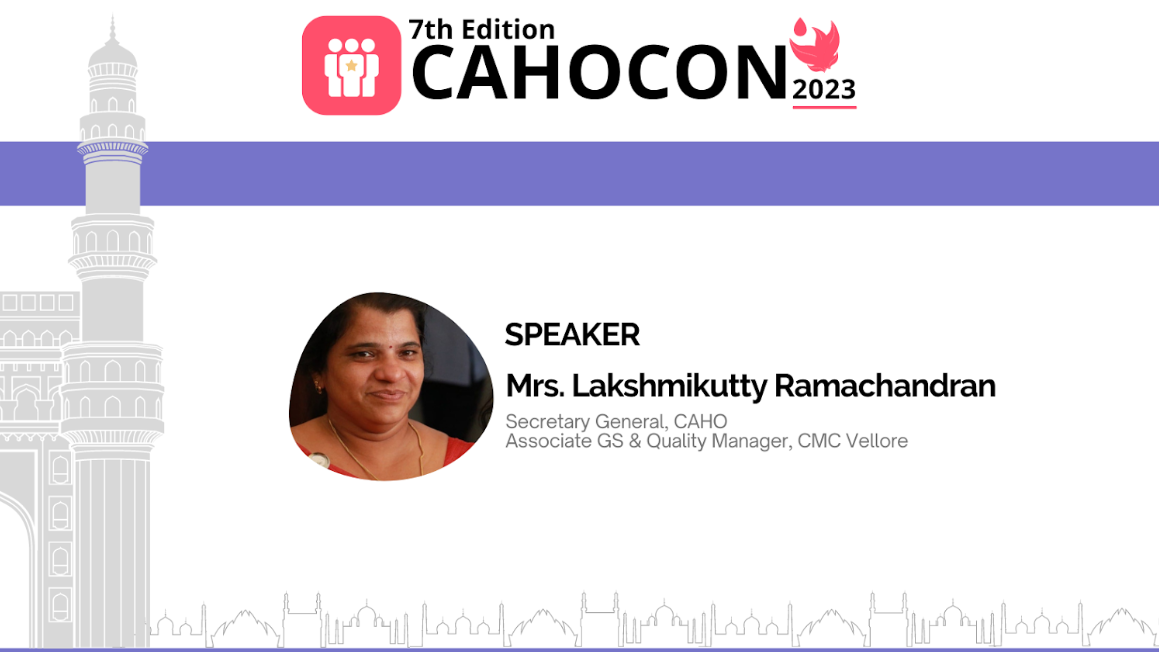 7th Edition
CAHOCON
2023
SPEAKER
Mrs. Lakshmikutty Ramachandran
Secretary General, CAHO
Associate GS & Quality Manager, CMC Vellore